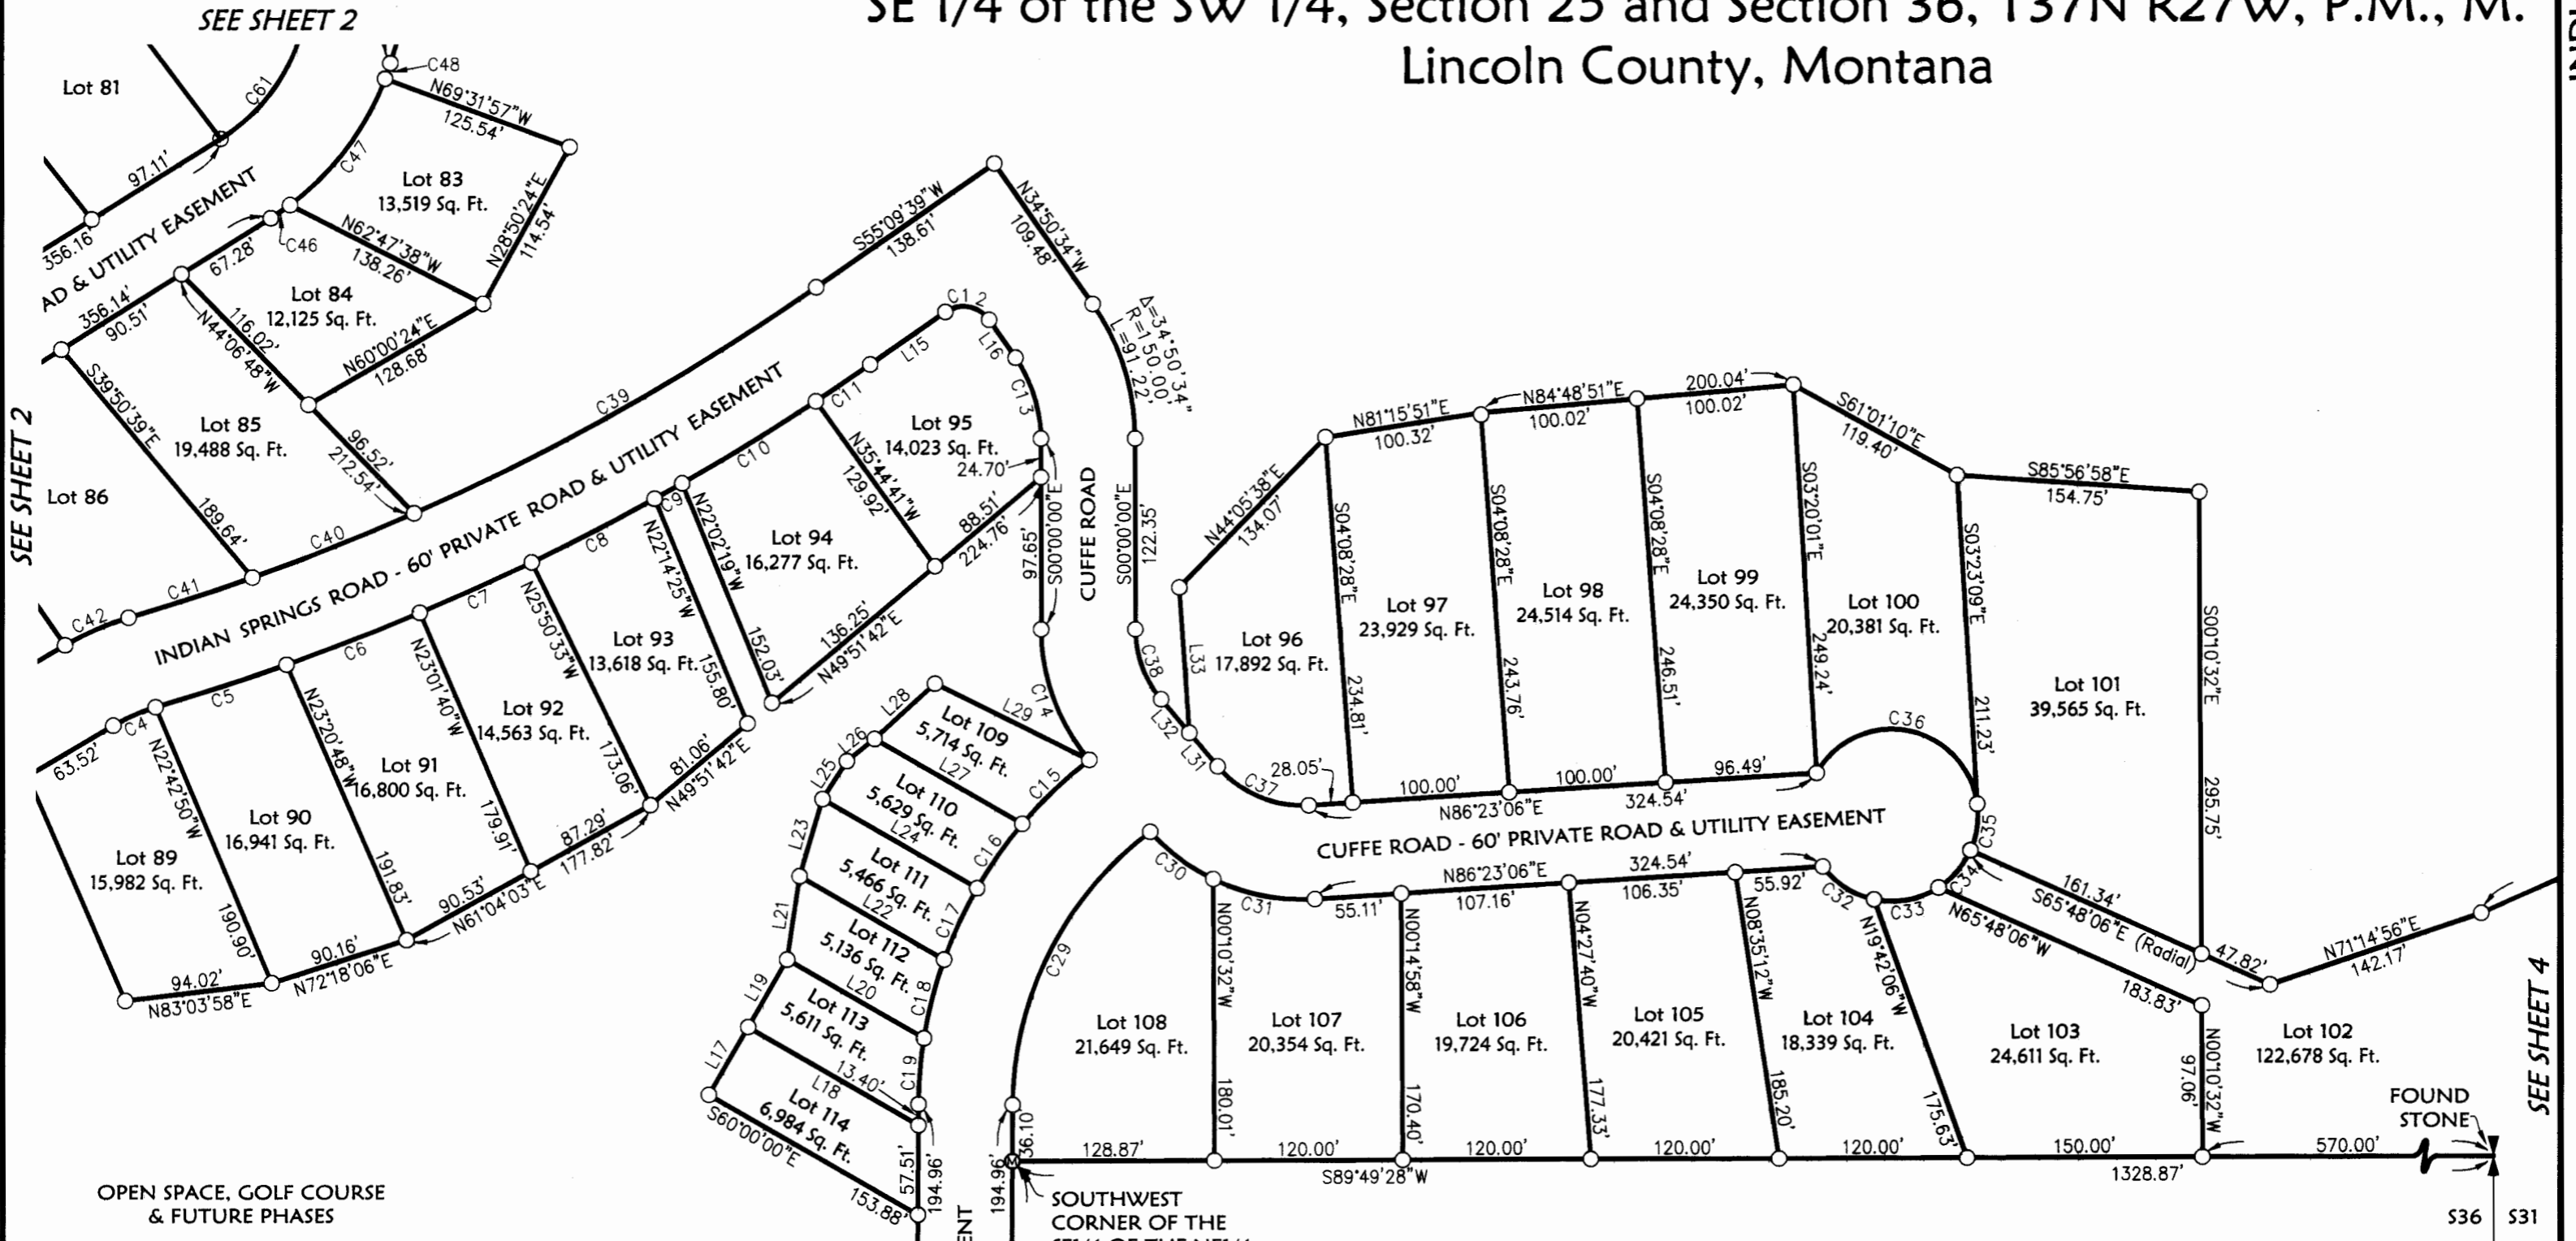 SE 1/4 of the SW 1/4, Section 25 and Section 36, T37N R27W, P.M., M.
Lincoln County, Montana
SEE SHEET 2
Lot 81
C61
97.11'
356.16'
AD & UTILITY EASEMENT
C48
N69°31'57"W
125.54'
C47
Lot 83
13,519 Sq. Ft.
N28°50'24"E
114.54'
67.28'
C46
N62°47'38"W
138.26'
Lot 84
12,125 Sq. Ft.
356.14'
90.51'
116.02'
N44°06'48"W
N60°00'24"E
128.68'
S39°50'39"E
189.64'
Lot 85
19,488 Sq. Ft.
96.52'
212.54'
SEE SHEET 2
Lot 86
C42
C41
C40
C39
S55°09'39"W
138.61'
N34°50'34"W
109.48'
Δ=34°50'34"
R=150.00'
L=91.22'
INDIAN SPRINGS ROAD - 60' PRIVATE ROAD & UTILITY EASEMENT
C12
L15
L16
C13
C11
C10
C9
C8
C7
C6
C5
C4
63.52'
Lot 95
14,023 Sq. Ft.
24.70'
N35°44'41"W
129.92'
88.51'
224.76'
97.65'
S00°00'00"E
CUFFE ROAD
S00°00'00"E
122.35'
N22°02'19"W
152.03'
Lot 94
16,277 Sq. Ft.
136.25'
N49°51'42"E
N22°14'25"W
155.80'
Lot 93
13,618 Sq. Ft.
N25°50'33"W
173.06'
81.06'
N49°51'42"E
Lot 92
14,563 Sq. Ft.
N23°01'40"W
179.91'
87.29'
177.82'
Lot 91
16,800 Sq. Ft.
N23°20'48"W
191.83'
90.53'
N61°04'03"E
Lot 90
16,941 Sq. Ft.
N22°42'50"W
190.90'
90.16'
N72°18'06"E
Lot 89
15,982 Sq. Ft.
94.02'
N83°03'58"E
C14
C38
L32
L31
L33
C37
N44°05'38"E
134.07'
N81°15'51"E
100.32'
N84°48'51"E
100.02'
200.04'
100.02'
S61°01'10"E
119.40'
S85°56'58"E
154.75'
Lot 96
17,892 Sq. Ft.
S04°08'28"E
234.81'
Lot 97
23,929 Sq. Ft.
S04°08'28"E
243.76'
Lot 98
24,514 Sq. Ft.
S04°08'28"E
246.51'
Lot 99
24,350 Sq. Ft.
S03°20'01"E
249.24'
Lot 100
20,381 Sq. Ft.
S03°23'09"E
211.23'
Lot 101
39,565 Sq. Ft.
S00°10'32"E
295.75'
28.05'
100.00'
N86°23'06"E
100.00'
324.54'
96.49'
C36
C35
C34
CUFFE ROAD - 60' PRIVATE ROAD & UTILITY EASEMENT
L28
L29
Lot 109
5,714 Sq. Ft.
L26
L27
C15
L25
Lot 110
5,629 Sq. Ft.
C16
L23
L24
Lot 111
5,466 Sq. Ft.
C17
L21
L22
Lot 112
5,136 Sq. Ft.
C18
L19
L20
Lot 113
5,611 Sq. Ft.
C19
L17
L18
13.40'
Lot 114
6,984 Sq. Ft.
S60°00'00"E
153.88'
57.51'
194.96'
194.96'
36.10
C29
C30
C31
55.11'
N86°23'06"E
107.16'
324.54'
106.35'
55.92'
C32
C33
161.34'
S65°48'06"E (Radial)
N65°48'06"W
183.83'
47.82'
N71°14'56"E
142.17'
SEE SHEET 4
Lot 108
21,649 Sq. Ft.
N00°10'32"W
180.01'
Lot 107
20,354 Sq. Ft.
N00°14'58"W
170.40'
Lot 106
19,724 Sq. Ft.
N04°27'40"W
177.33'
Lot 105
20,421 Sq. Ft.
N08°35'12"W
185.20'
Lot 104
18,339 Sq. Ft.
N19°42'06"W
175.63'
Lot 103
24,611 Sq. Ft.
N00°10'32"W
97.06'
Lot 102
122,678 Sq. Ft.
FOUND
STONE
128.87'
120.00'
S89°49'28"W
120.00'
120.00'
120.00'
150.00'
1328.87'
570.00'
S36
S31
OPEN SPACE, GOLF COURSE
& FUTURE PHASES
ENT
SOUTHWEST
CORNER OF THE